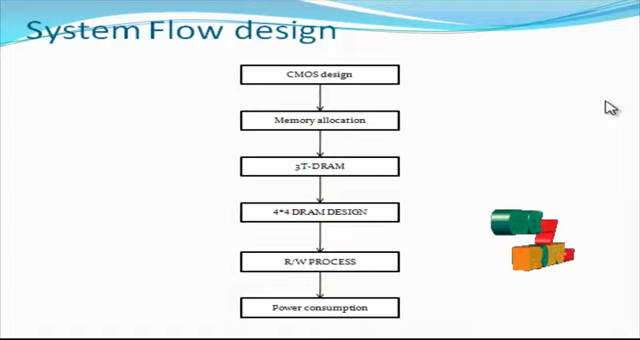 System Flow design
CMOS design
Memory allocation
3T-DRAM
4*4 DRAM DESIGN
R/W PROCESS
Power consumption